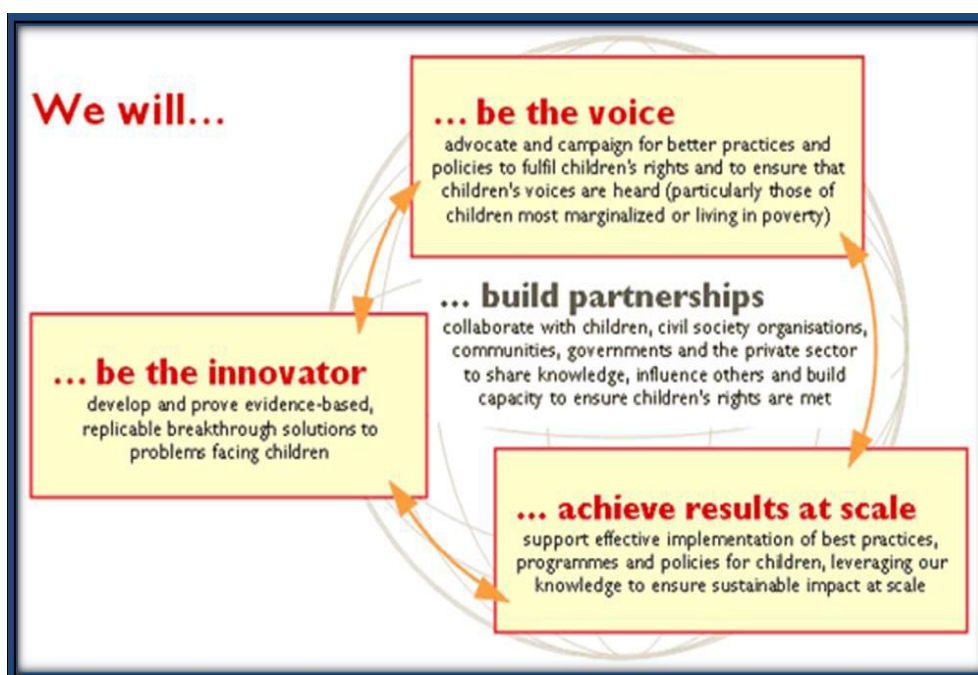 We will...
... be the voice
advocate and campaign for better practices and
policies to fulfil children's rights and to ensure that
children's voices are heard (particularly those of
children most marginalized or living in poverty)
... build partnerships
collaborate with children, civil society organisations,
communities, governments and the private sector
to share knowledge, influence others and build
capacity to ensure children's rights are met
... be the innovator
develop and prove evidence-based,
replicable breakthrough solutions to
problems facing children
... achieve results at scale
support effective implementation of best practices,
programmes and policies for children, leveraging our
knowledge to ensure sustainable impact at scale